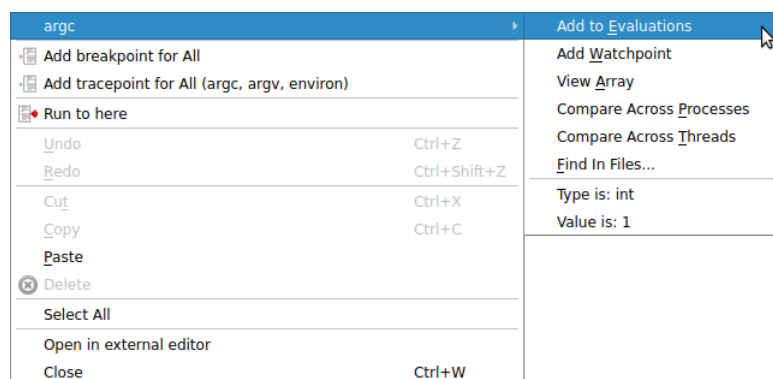 argc
Add breakpoint for All
Add tracepoint for All (argc, argv, environ)
Run to here
Undo Ctrl+Z
Redo Ctrl+Shift+Z
Cut Ctrl+X
Copy Ctrl+C
Paste
Delete
Select All
Open in external editor
Close Ctrl+W
Add to Evaluations
Add Watchpoint
View Array
Compare Across Processes
Compare Across Threads
Find In Files...
Type is: int
Value is: 1